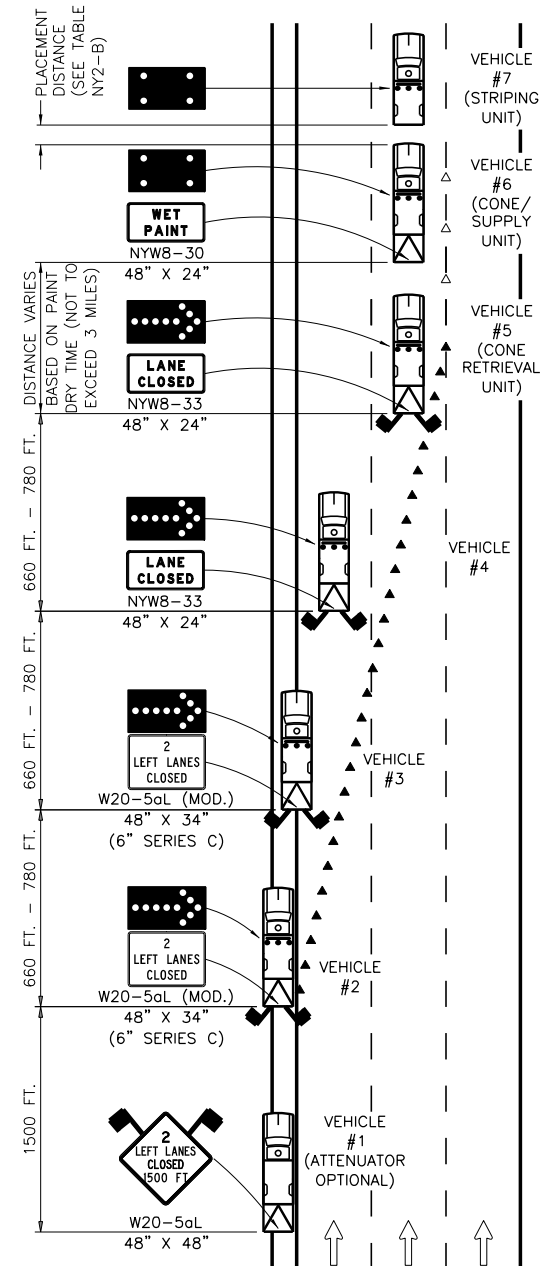 PLACEMENT
DISTANCE
(SEE TABLE
NY2-B)
VEHICLE
#7
(STRIPING
UNIT)
VEHICLE
#6
(CONE/
SUPPLY
UNIT)
WET
PAINT
NYW8-30
48" X 24"
DISTANCE VARIES
BASED ON PAINT
DRY TIME (NOT TO
EXCEED 3 MILES)
VEHICLE
#5
(CONE
RETRIEVAL
UNIT)
LANE
CLOSED
NYW8-33
48" X 24"
660 FT. - 780 FT.
VEHICLE
#4
LANE
CLOSED
NYW8-33
48" X 24"
660 FT. - 780 FT.
2
LEFT LANES
CLOSED
VEHICLE
#3
W20-5aL (MOD.)
48" X 34"
(6" SERIES C)
660 FT. - 780 FT.
2
LEFT LANES
CLOSED
VEHICLE
#2
W20-5aL (MOD.)
48" X 34"
(6" SERIES C)
1500 FT.
2
LEFT LANES
CLOSED
1500 FT
VEHICLE
#1
(ATTENUATOR
OPTIONAL)
W20-5aL
48" X 48"